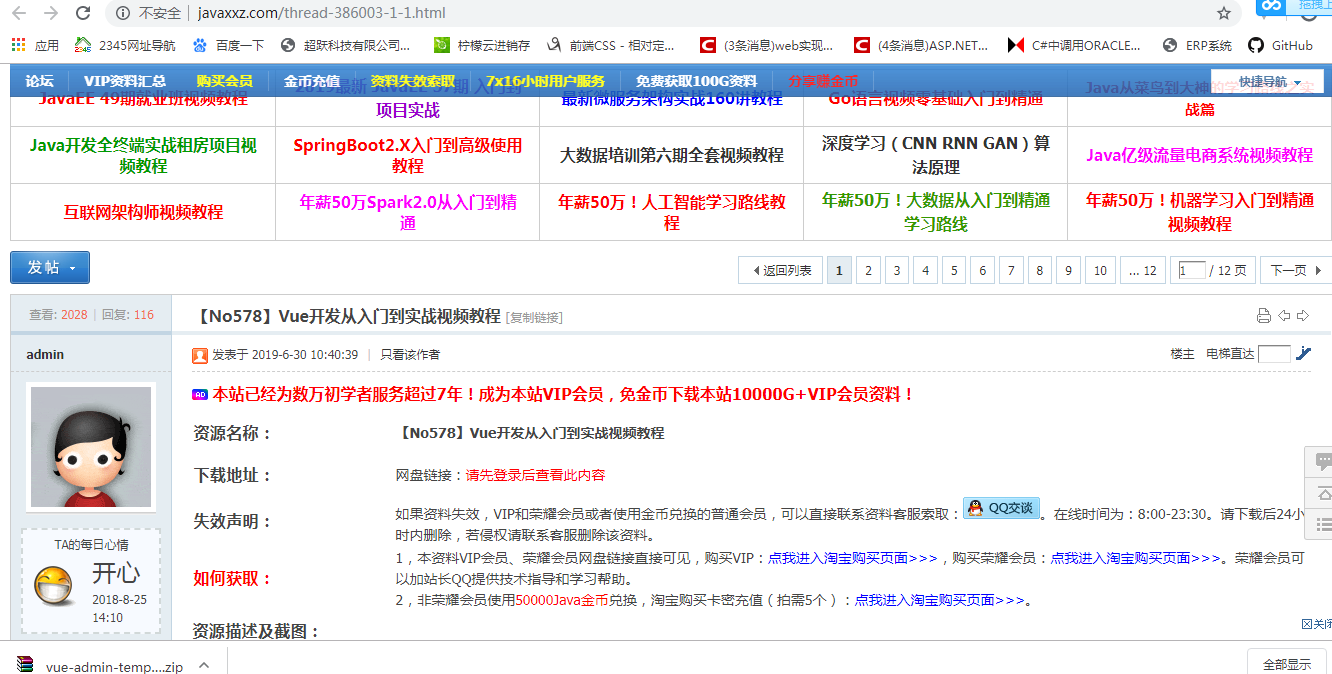 不安全 | javaxxz.com/thread-386003-1-1.html
拖拽上
应用 2345网址导航 百度一下 超跃科技有限公司... 柠檬云进销存 前端CSS - 相对定... (3条消息)web实现... (4条消息)ASP.NET... C#中调用ORACLE... ERP系统 GitHub
论坛 VIP资料汇总 购买会员 金币充值 资料失效索取 7x16小时用户服务 免费获取100G资料 分享赚金币 快捷导航
JavaEE 49期就业班视频教程
项目实战
最新微服务架构实战160讲教程
Go语言视频零基础入门到精通
Java从菜鸟到大神的学习
战篇
Java开发全终端实战租房项目视
频教程
SpringBoot2.X入门到高级使用
教程
大数据培训第六期全套视频教程
深度学习（CNN RNN GAN）算
法原理
Java亿级流量电商系统视频教程
互联网架构师视频教程
年薪50万Spark2.0从入门到精
通
年薪50万！人工智能学习路线教
程
年薪50万！大数据从入门到精通
学习路线
年薪50万！机器学习入门到精通
视频教程
发帖
返回列表 1 2 3 4 5 6 7 8 9 10 ... 12 1 / 12 页 下一页
查看: 2028 | 回复: 116
【No578】Vue开发从入门到实战视频教程 [复制链接]
admin
发表于 2019-6-30 10:40:39 | 只看该作者
楼主 电梯直达
AD 本站已经为数万初学者服务超过7年！成为本站VIP会员，免金币下载本站10000G+VIP会员资料！
资源名称：
【No578】Vue开发从入门到实战视频教程
下载地址：
网盘链接：请先登录后查看此内容
失效声明：
如果资料失效，VIP和荣耀会员或者使用金币兑换的普通会员，可以直接联系资料客服索取： QQ交谈 。在线时间为：8:00-23:30。请下载后24小
时内删除，若侵权请联系客服删除该资料。
如何获取：
1，本资料VIP会员、荣耀会员网盘链接直接可见，购买VIP：点我进入淘宝购买页面>>>，购买荣耀会员：点我进入淘宝购买页面>>>。荣耀会员可
以加站长QQ提供技术指导和学习帮助。
2，非荣耀会员使用50000Java金币兑换，淘宝购买卡密充值（拍需5个）：点我进入淘宝购买页面>>>。
资源描述及截图：
TA的每日心情
开心
2018-8-25
14:10
关闭
vue-admin-temp....zip
全部显示